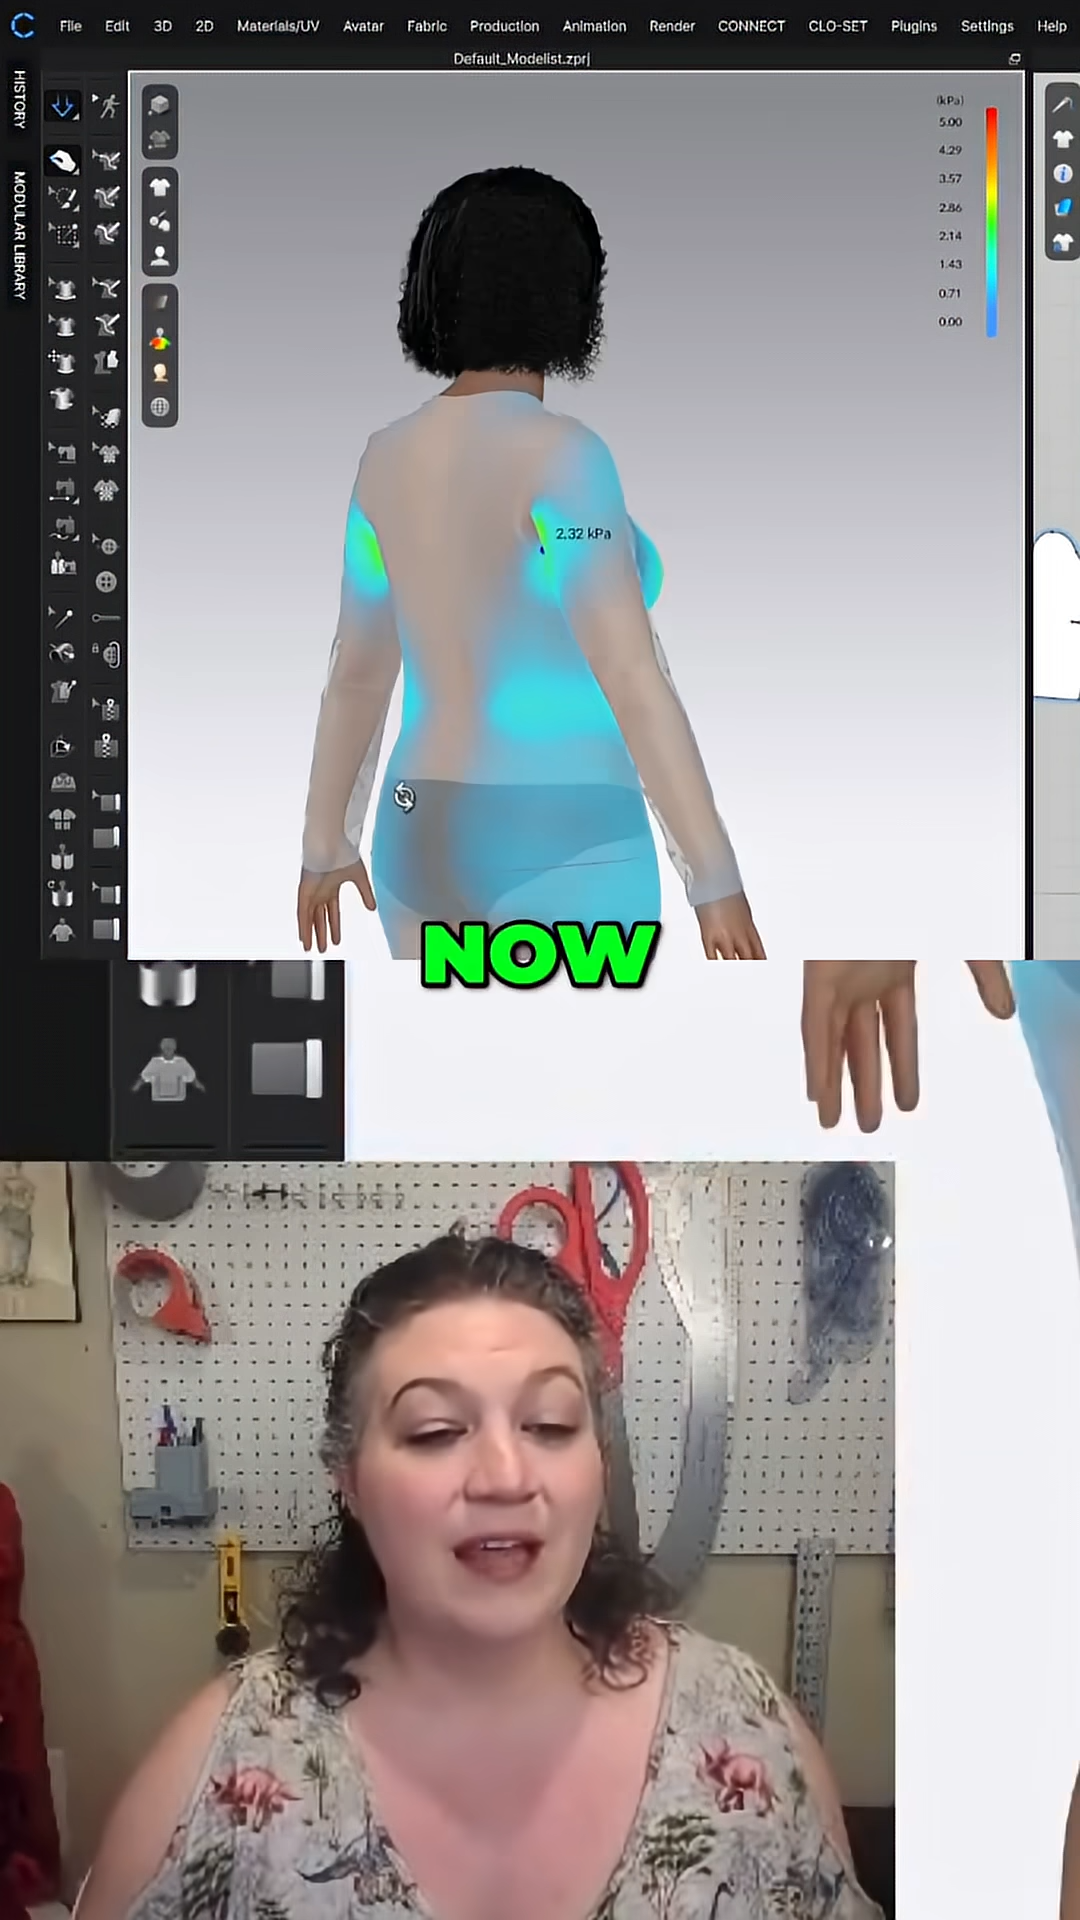 File Edit 3D 2D Materials/UV Avatar Fabric Production Animation Render CONNECT CLO-SET Plugins Settings Help
Default_Modelist.zprj
HISTORY
MODULAR LIBRARY
(kPa)
5.00
4.29
3.57
2.86
2.14
1.43
0.71
0.00
2.32 kPa
NOW